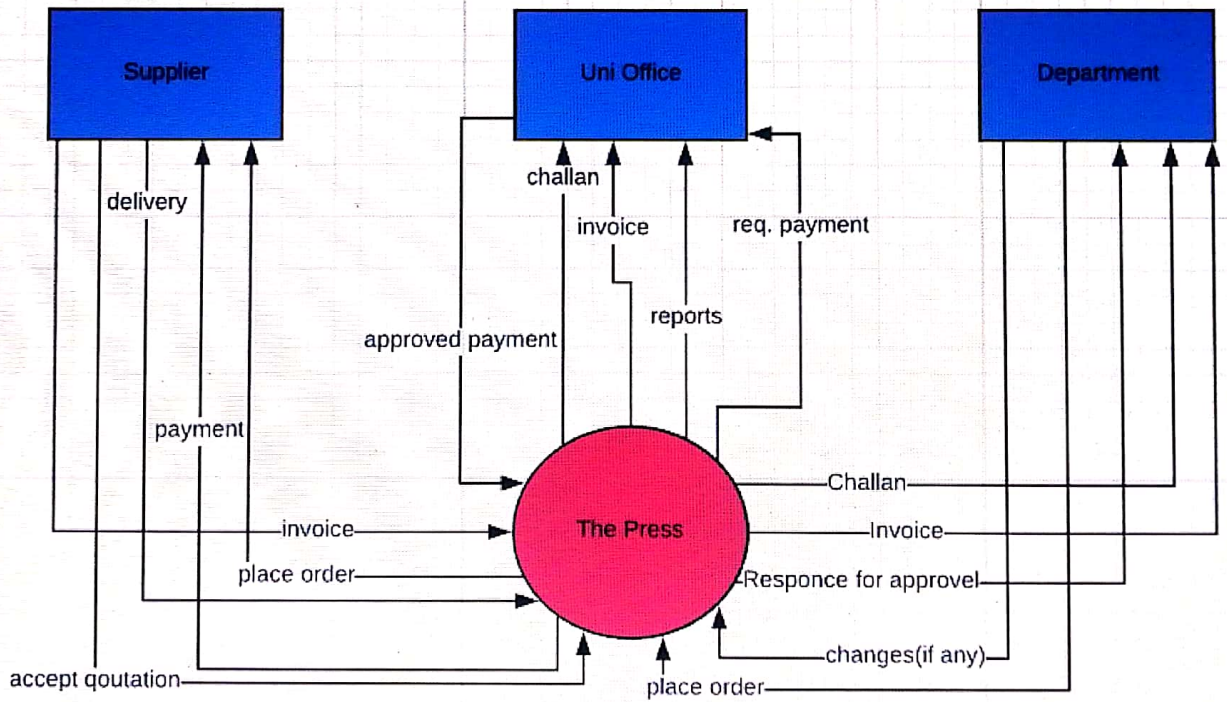 Supplier
Uni Office
Department
delivery
challan
invoice
req. payment
reports
approved payment
payment
Challan
The Press
invoice
Invoice
place order
Responce for approvel
changes(if any)
accept qoutation
place order